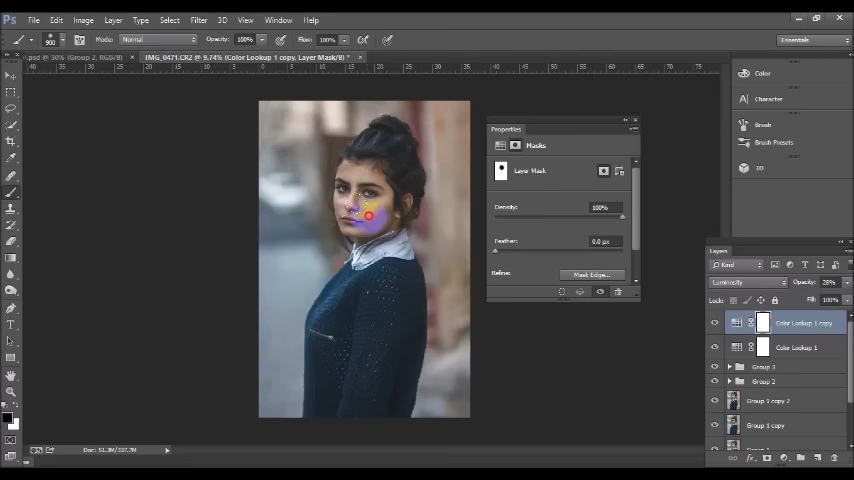 Ps File Edit Image Layer Type Select Filter 3D View Window Help
900 Mode: Normal Opacity: 100% Flow: 100% Essentials
.psd @ 50% (Group 2, RGB/8) × IMG_0471.CR2 @ 9.74% (Color Lookup 1 copy, Layer Mask/8) * ×
Color
Character
Brush
Brush Presets
3D
Properties
Masks
Layer Mask
Density: 100%
Feather: 0.0 px
Refine: Mask Edge...
Layers
Kind
Luminosity Opacity: 28%
Lock: Fill: 100%
Color Lookup 1 copy
Color Lookup 1
Group 3
Group 2
Group 1 copy 2
Group 1 copy
Doc: 51.3M/337.7M